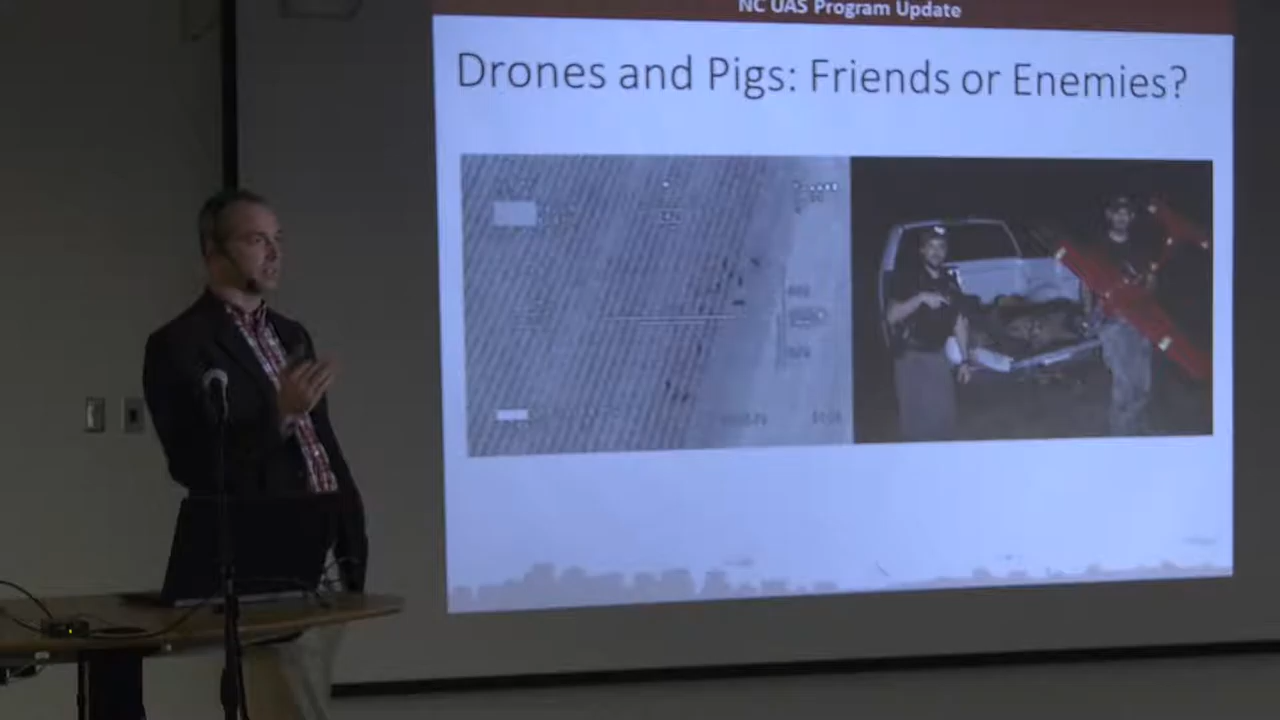 NC UAS Program Update
Drones and Pigs: Friends or Enemies?